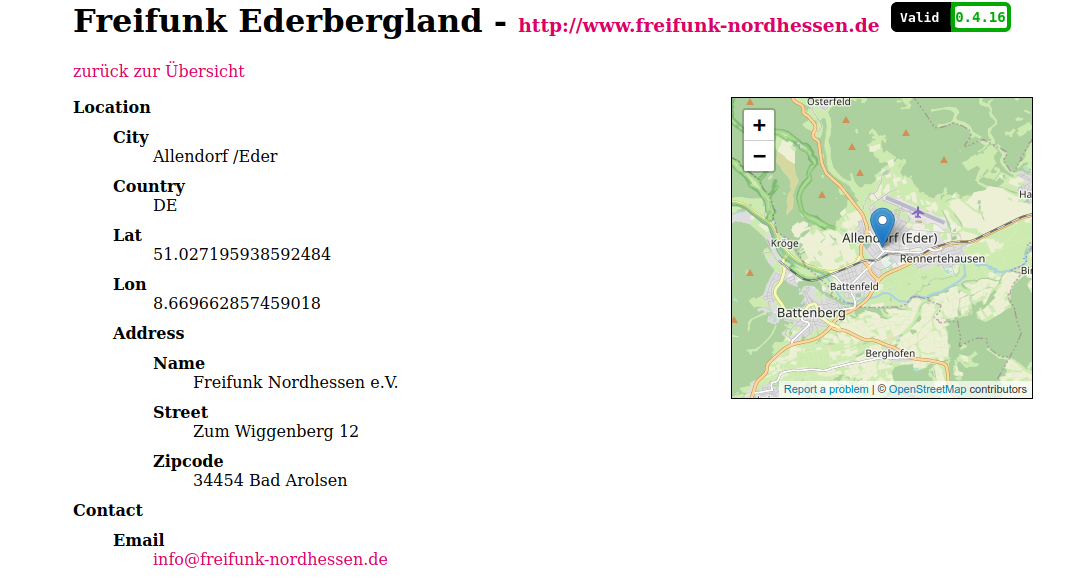 Freifunk Ederbergland - http://www.freifunk-nordhessen.de Valid 0.4.16
zurück zur Übersicht
Location
City
Allendorf /Eder
Country
DE
Lat
51.027195938592484
Lon
8.669662857459018
Address
Name
Freifunk Nordhessen e.V.
Street
Zum Wiggenberg 12
Zipcode
34454 Bad Arolsen
Contact
Email
info@freifunk-nordhessen.de
Osterfeld
+
−
Ha
Kröge
Allendorf (Eder)
Rennertehausen
Bir
Battenfeld
Battenberg
Berghofen
Report a problem | © OpenStreetMap contributors